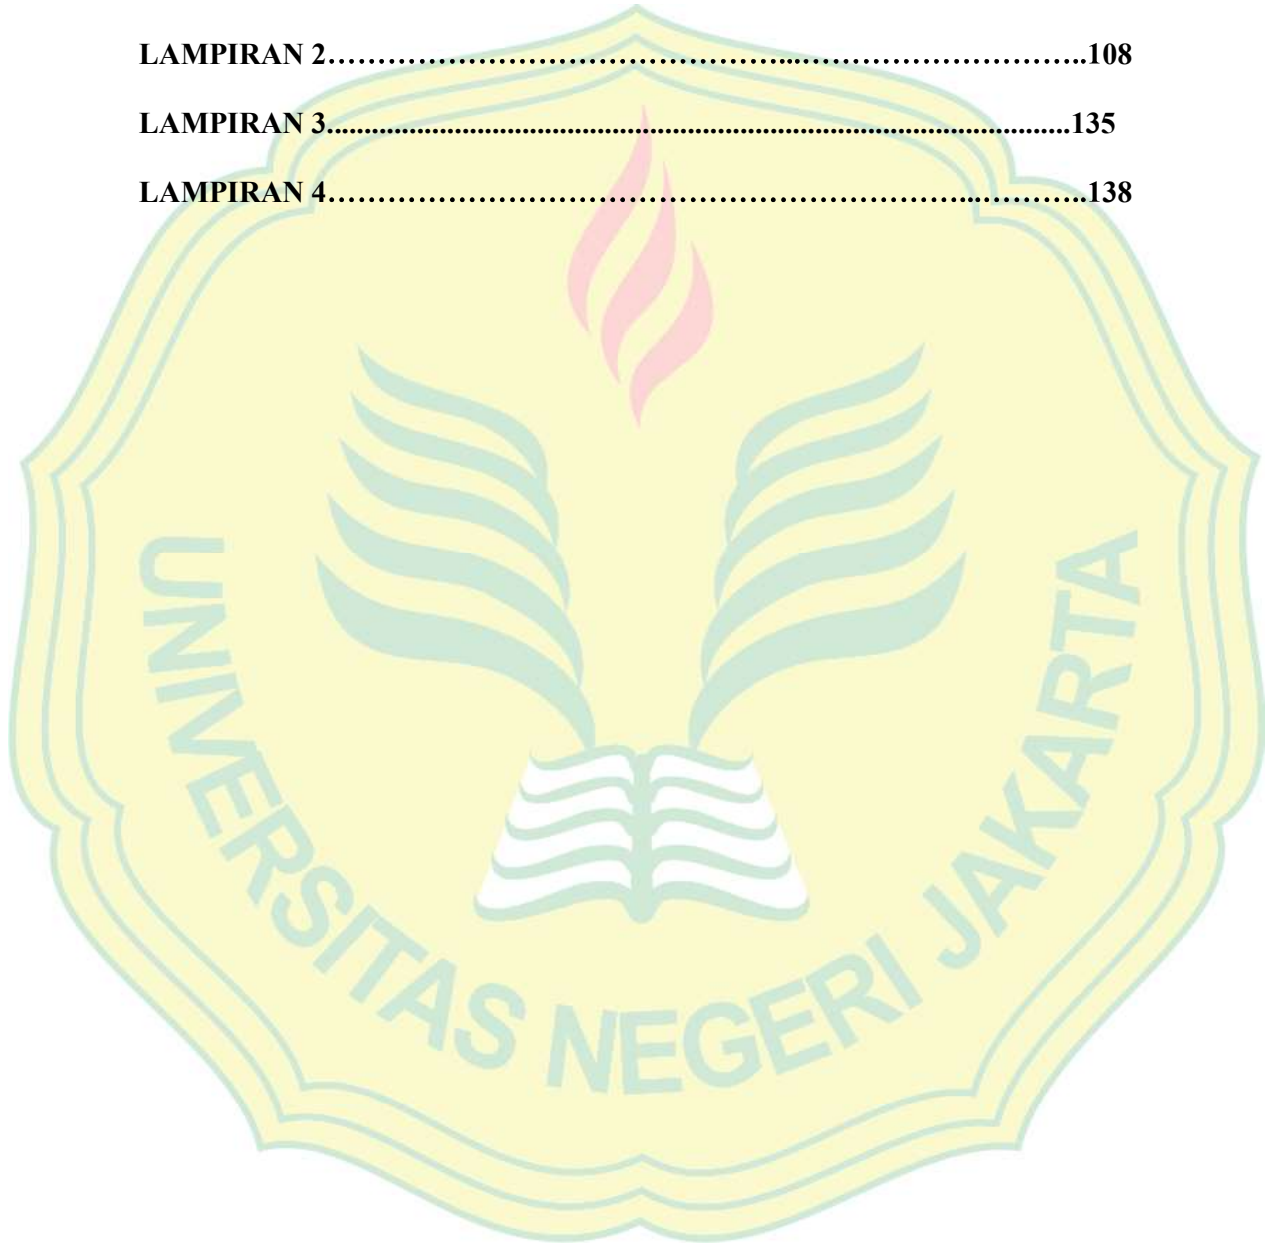 LAMPIRAN 2………………………………………...………………………..108
LAMPIRAN 3..........................................................................................135
LAMPIRAN 4………………………………………………………...………..138
UNIVERSITAS NEGERI JAKARTA